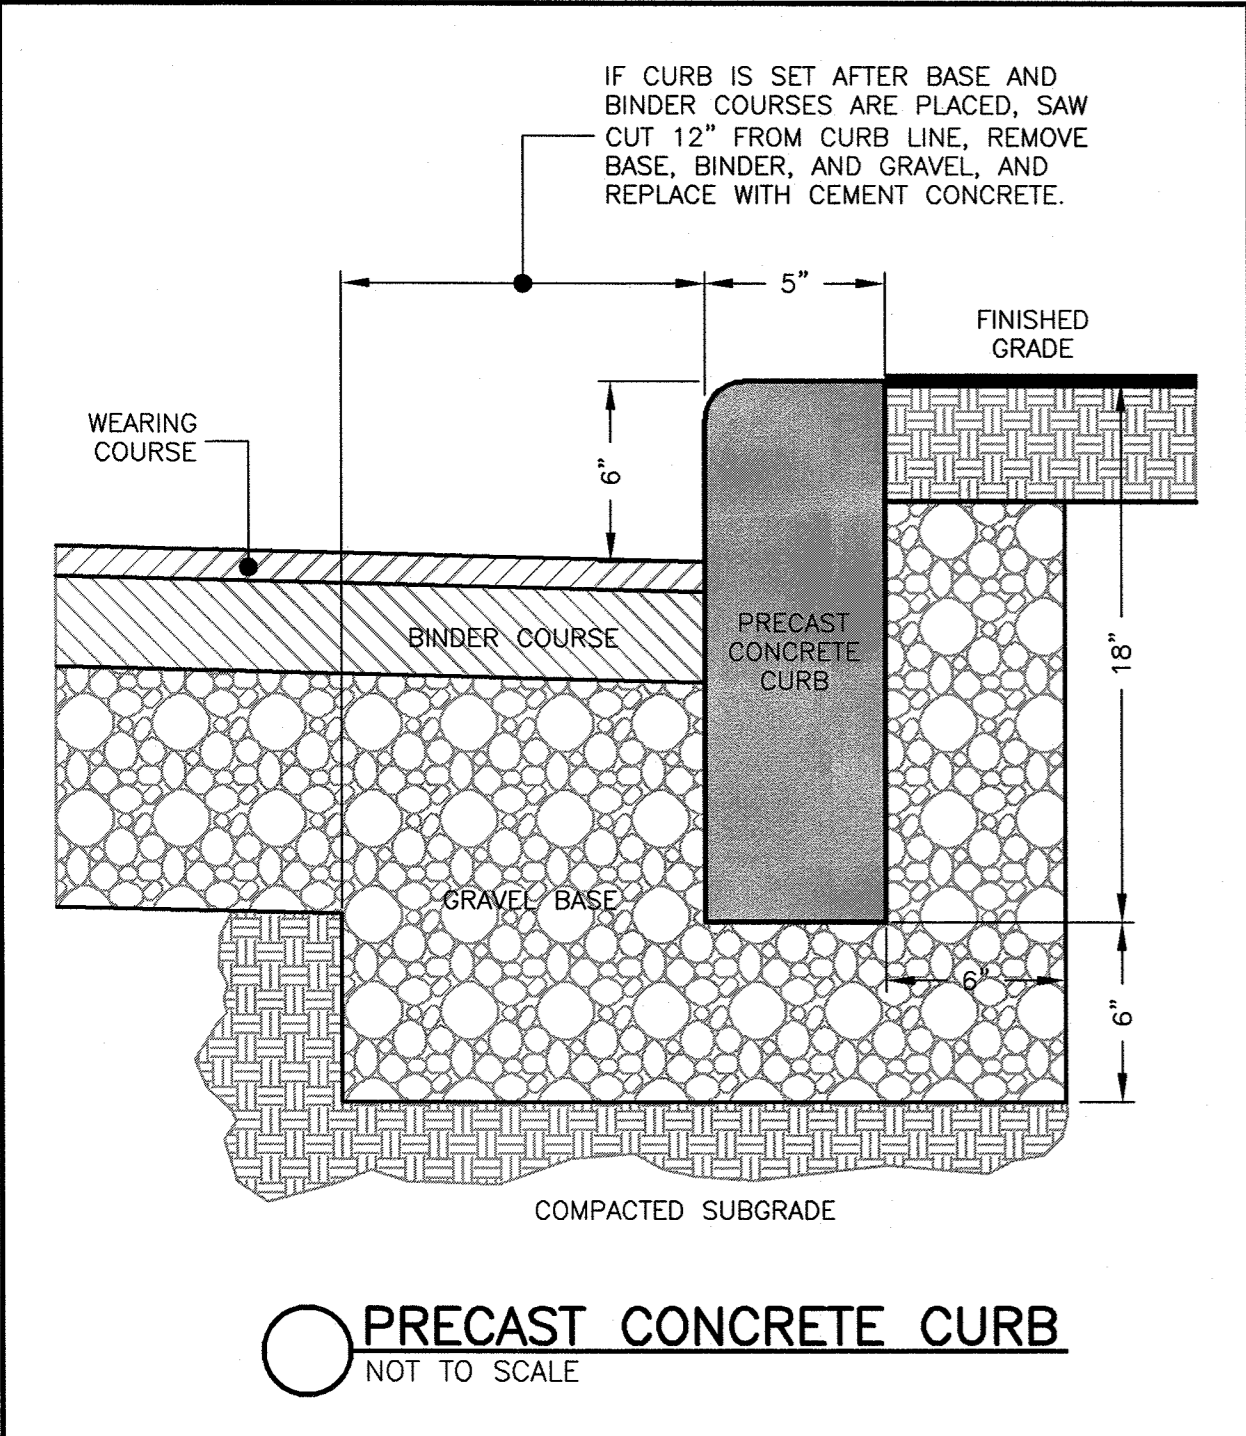 IF CURB IS SET AFTER BASE AND
BINDER COURSES ARE PLACED, SAW
CUT 12" FROM CURB LINE, REMOVE
BASE, BINDER, AND GRAVEL, AND
REPLACE WITH CEMENT CONCRETE.
5"
FINISHED
GRADE
WEARING
COURSE
6"
BINDER COURSE
PRECAST
CONCRETE
CURB
18"
GRAVEL BASE
6"
6"
COMPACTED SUBGRADE
PRECAST CONCRETE CURB
NOT TO SCALE